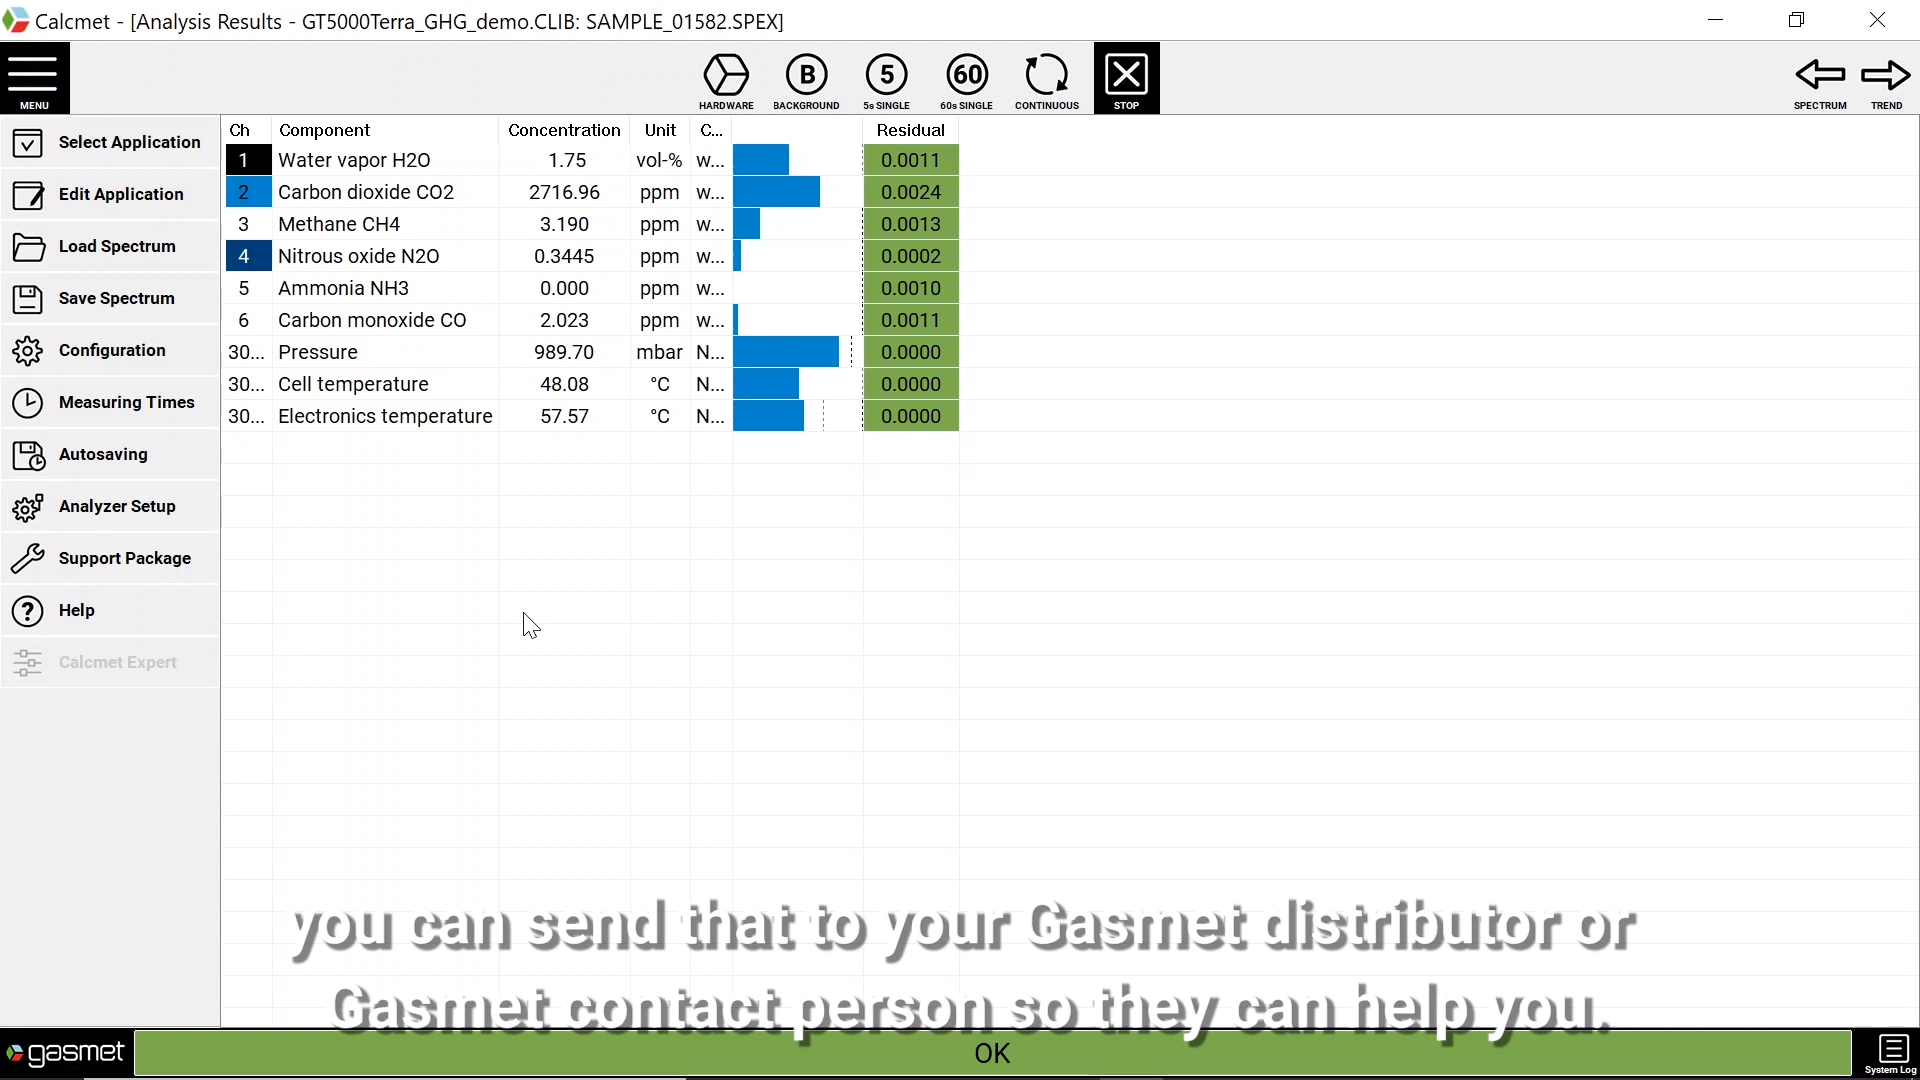 Calcmet - [Analysis Results - GT5000Terra_GHG_demo.CLIB: SAMPLE_01582.SPEX]
MENU
HARDWARE
B
BACKGROUND
5
5s SINGLE
60
60s SINGLE
CONTINUOUS
STOP
SPECTRUM
TREND
Select Application
Edit Application
Load Spectrum
Save Spectrum
Configuration
Measuring Times
Autosaving
Analyzer Setup
Support Package
? Help
Calcmet Expert
Ch Component Concentration Unit C... Residual
1 Water vapor H2O 1.75 vol-% w... 0.0011
2 Carbon dioxide CO2 2716.96 ppm w... 0.0024
3 Methane CH4 3.190 ppm w... 0.0013
4 Nitrous oxide N2O 0.3445 ppm w... 0.0002
5 Ammonia NH3 0.000 ppm w... 0.0010
6 Carbon monoxide CO 2.023 ppm w... 0.0011
30... Pressure 989.70 mbar N... 0.0000
30... Cell temperature 48.08 °C N... 0.0000
30... Electronics temperature 57.57 °C N... 0.0000
you can send that to your Gasmet distributor or
Gasmet contact person so they can help you.
gasmet
OK
System Log